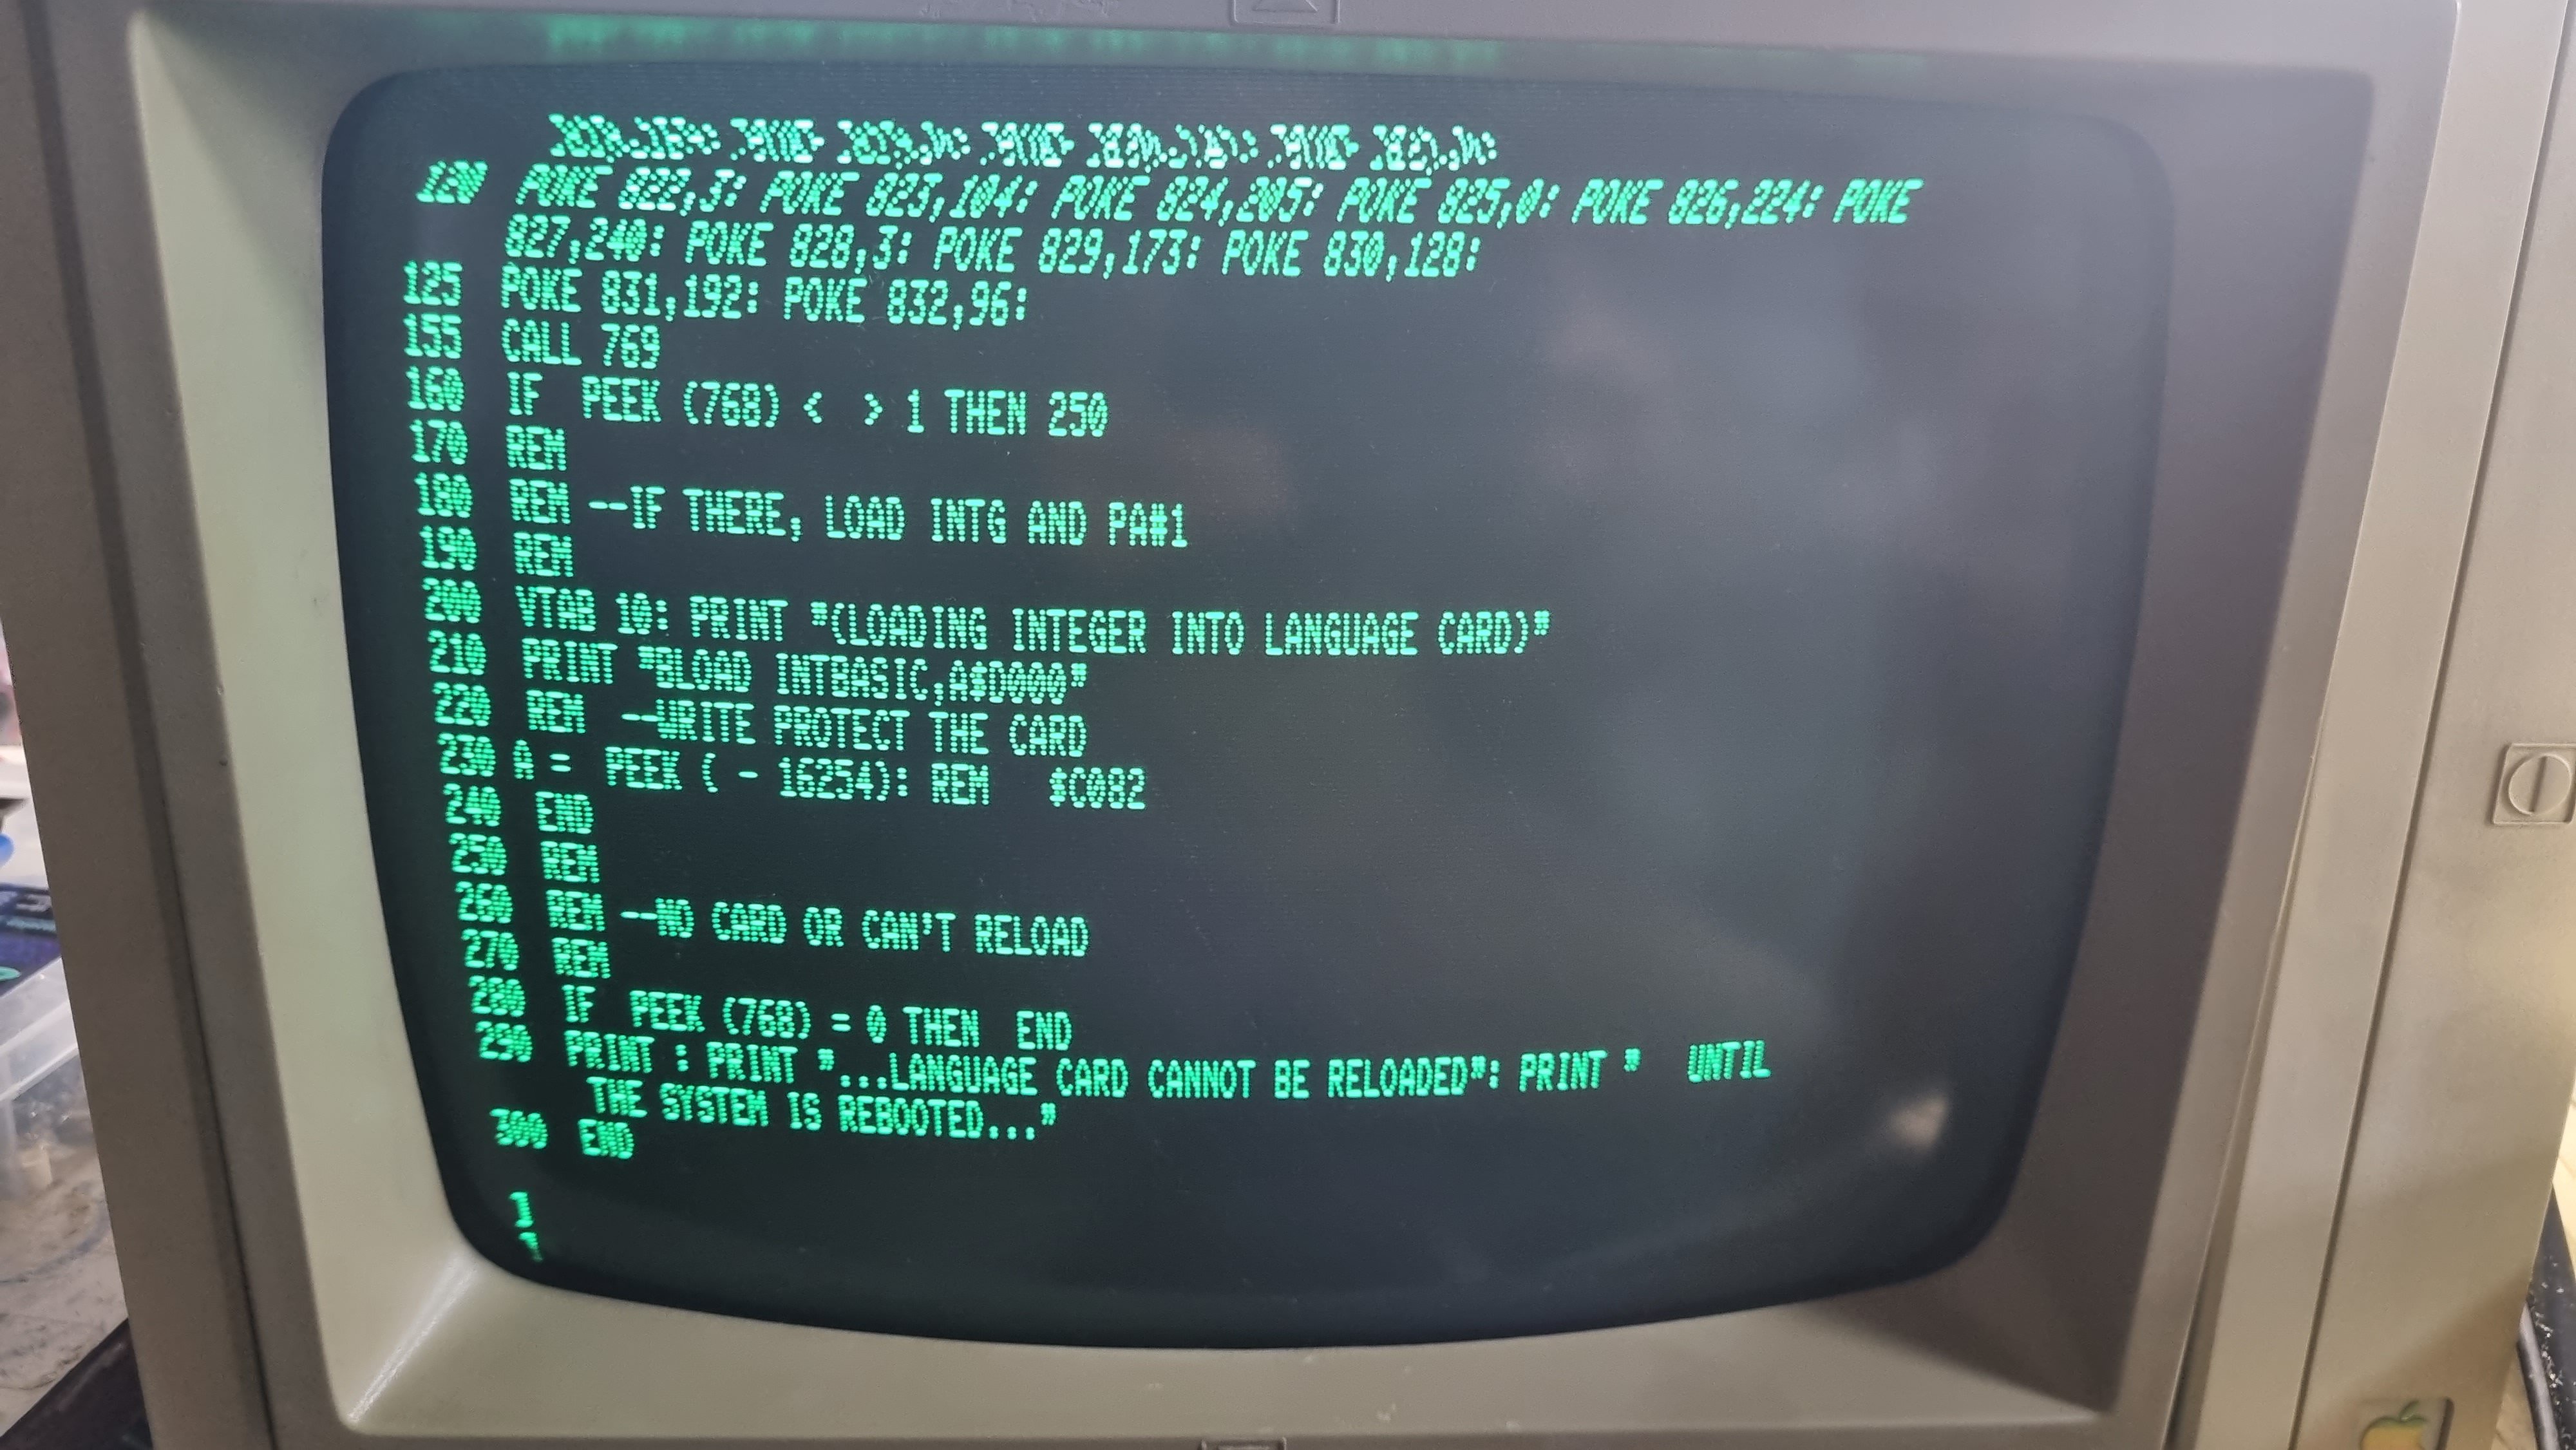 120 POKE 822,3: POKE 823,104: POKE 824,205: POKE 825,0: POKE 826,224: POKE
827,240: POKE 828,3: POKE 829,173: POKE 830,128:
125 POKE 831,192: POKE 832,96:
155 CALL 769
160 IF PEEK (768) < > 1 THEN 250
170 REM
180 REM --IF THERE, LOAD INTG AND PA#1
190 REM
200 VTAB 10: PRINT "(LOADING INTEGER INTO LANGUAGE CARD)"
210 PRINT "BLOAD INTBASIC,A$D000"
220 REM --WRITE PROTECT THE CARD
230 A = PEEK ( - 16254): REM $C082
240 END
250 REM
260 REM --NO CARD OR CAN'T RELOAD
270 REM
280 IF PEEK (768) = 0 THEN END
290 PRINT : PRINT "...LANGUAGE CARD CANNOT BE RELOADED": PRINT " UNTIL
THE SYSTEM IS REBOOTED..."
300 END
]